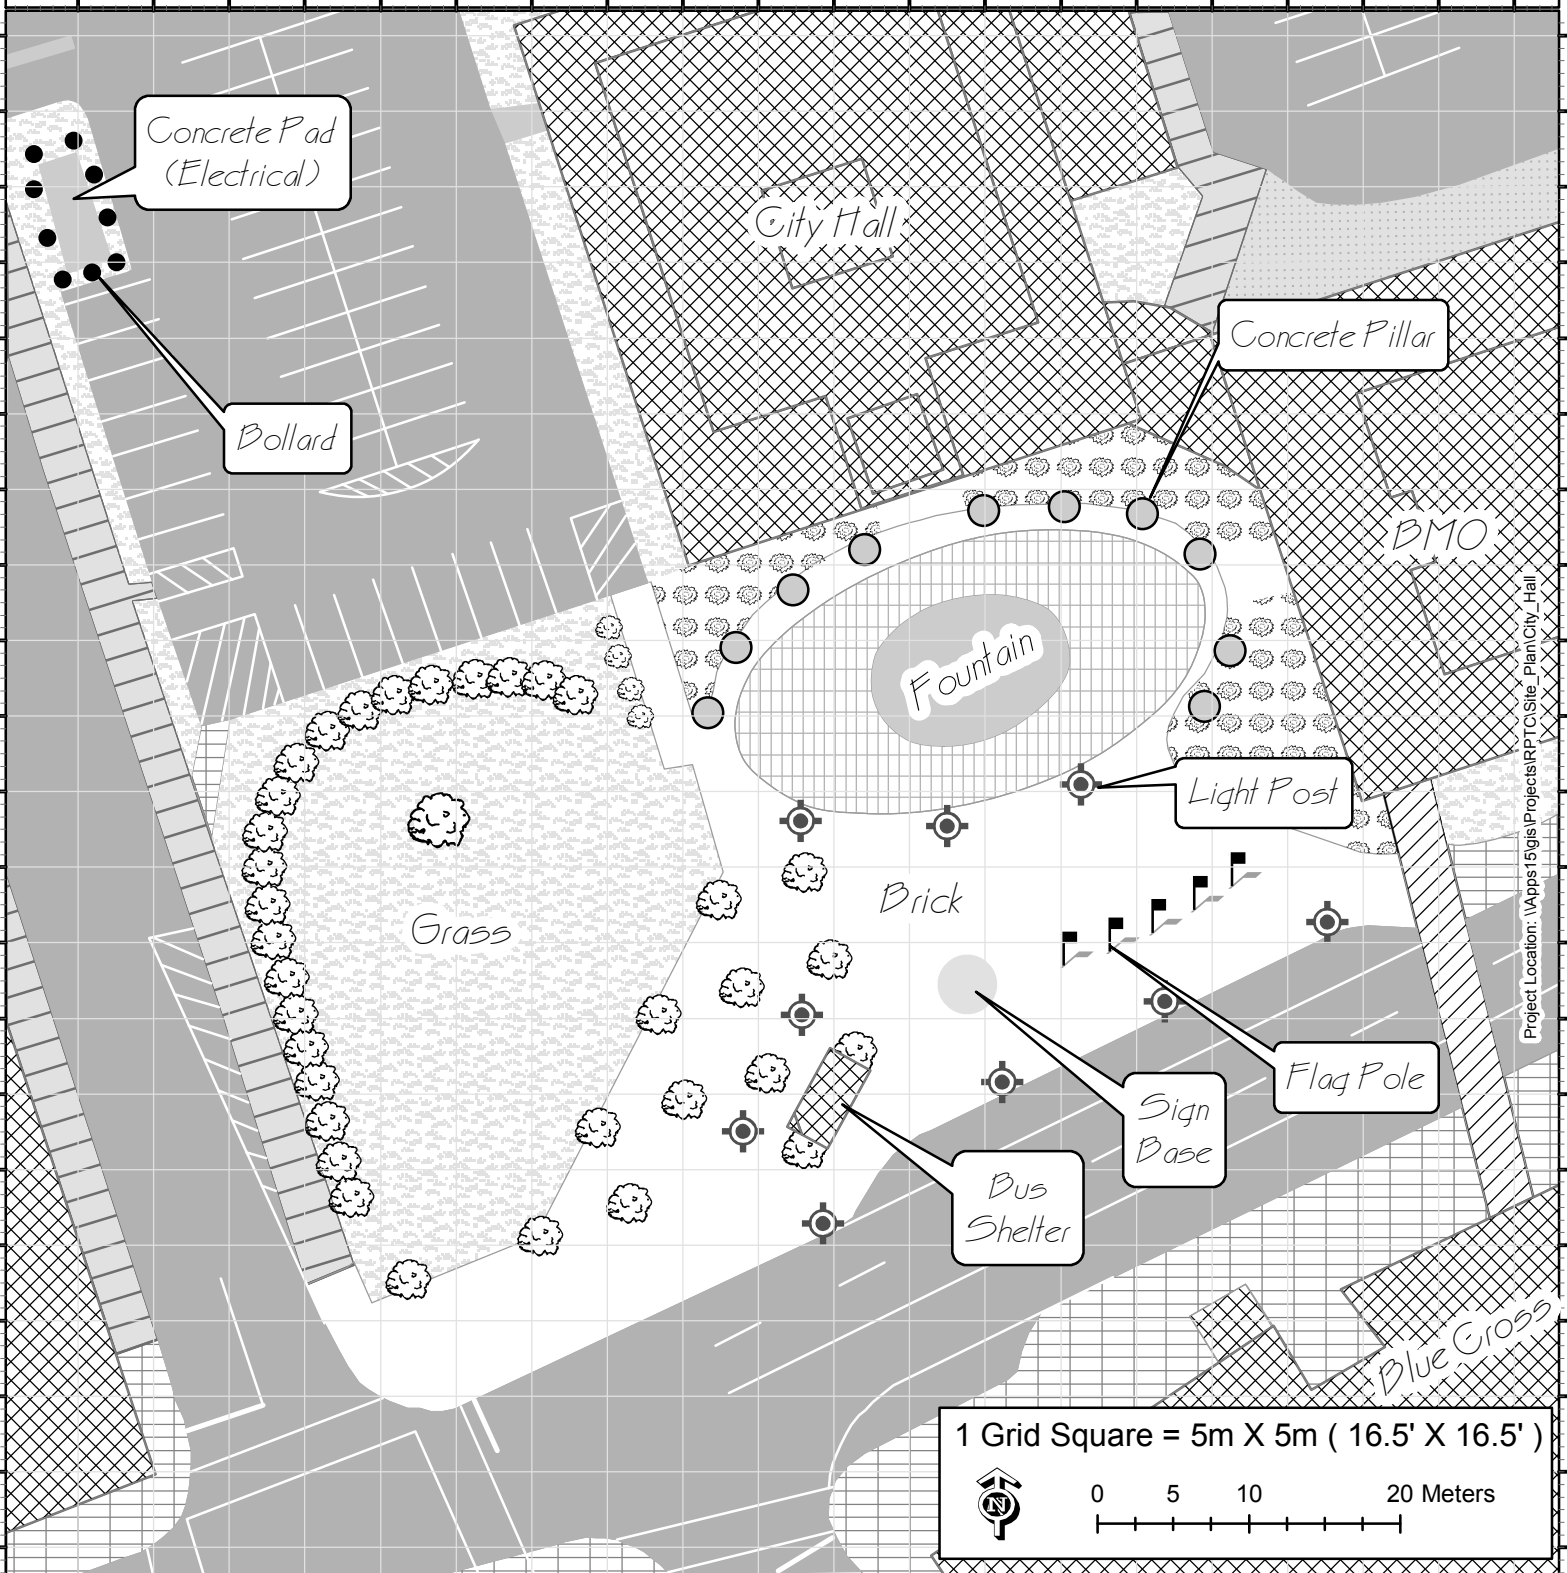 Concrete Pad
(Electrical)
City Hall
Concrete Pillar
Bollard
BMO
Fountain
Light Post
Brick
Grass
Flag Pole
Sign
Base
Bus
Shelter
Blue Cross
Project Location: \\Apps15\gis\Projects\RPTC\Site_Plan\City_Hall
1 Grid Square = 5m X 5m ( 16.5' X 16.5' )
N
0 5 10 20 Meters